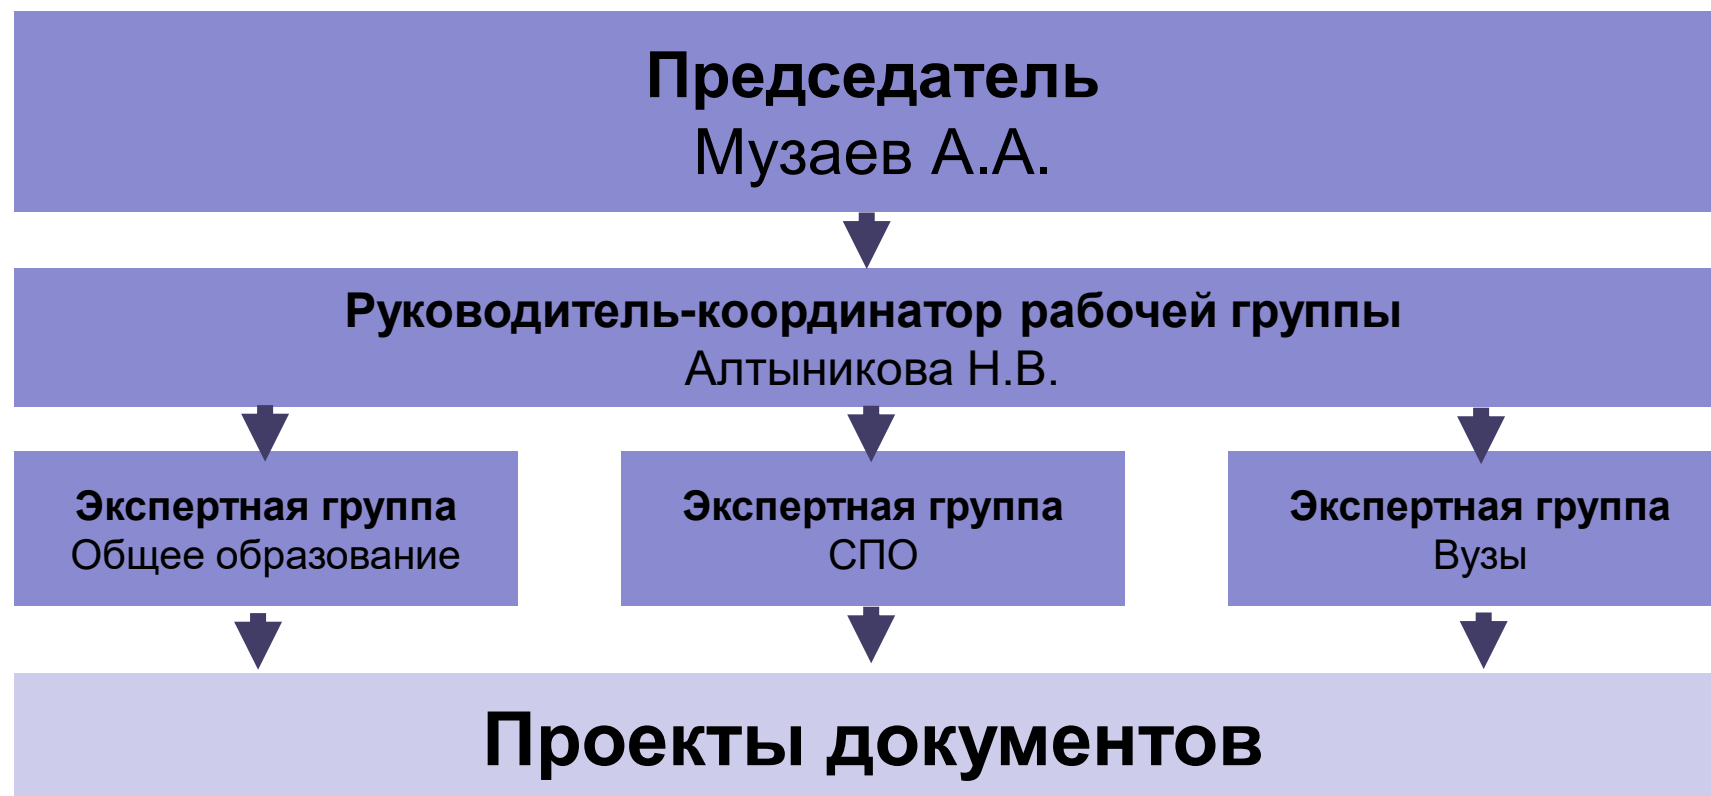 Председатель
Музаев А.А.
Руководитель-координатор рабочей группы
Алтыникова Н.В.
Экспертная группа
Общее образование
Экспертная группа
СПО
Экспертная группа
Вузы
Проекты документов